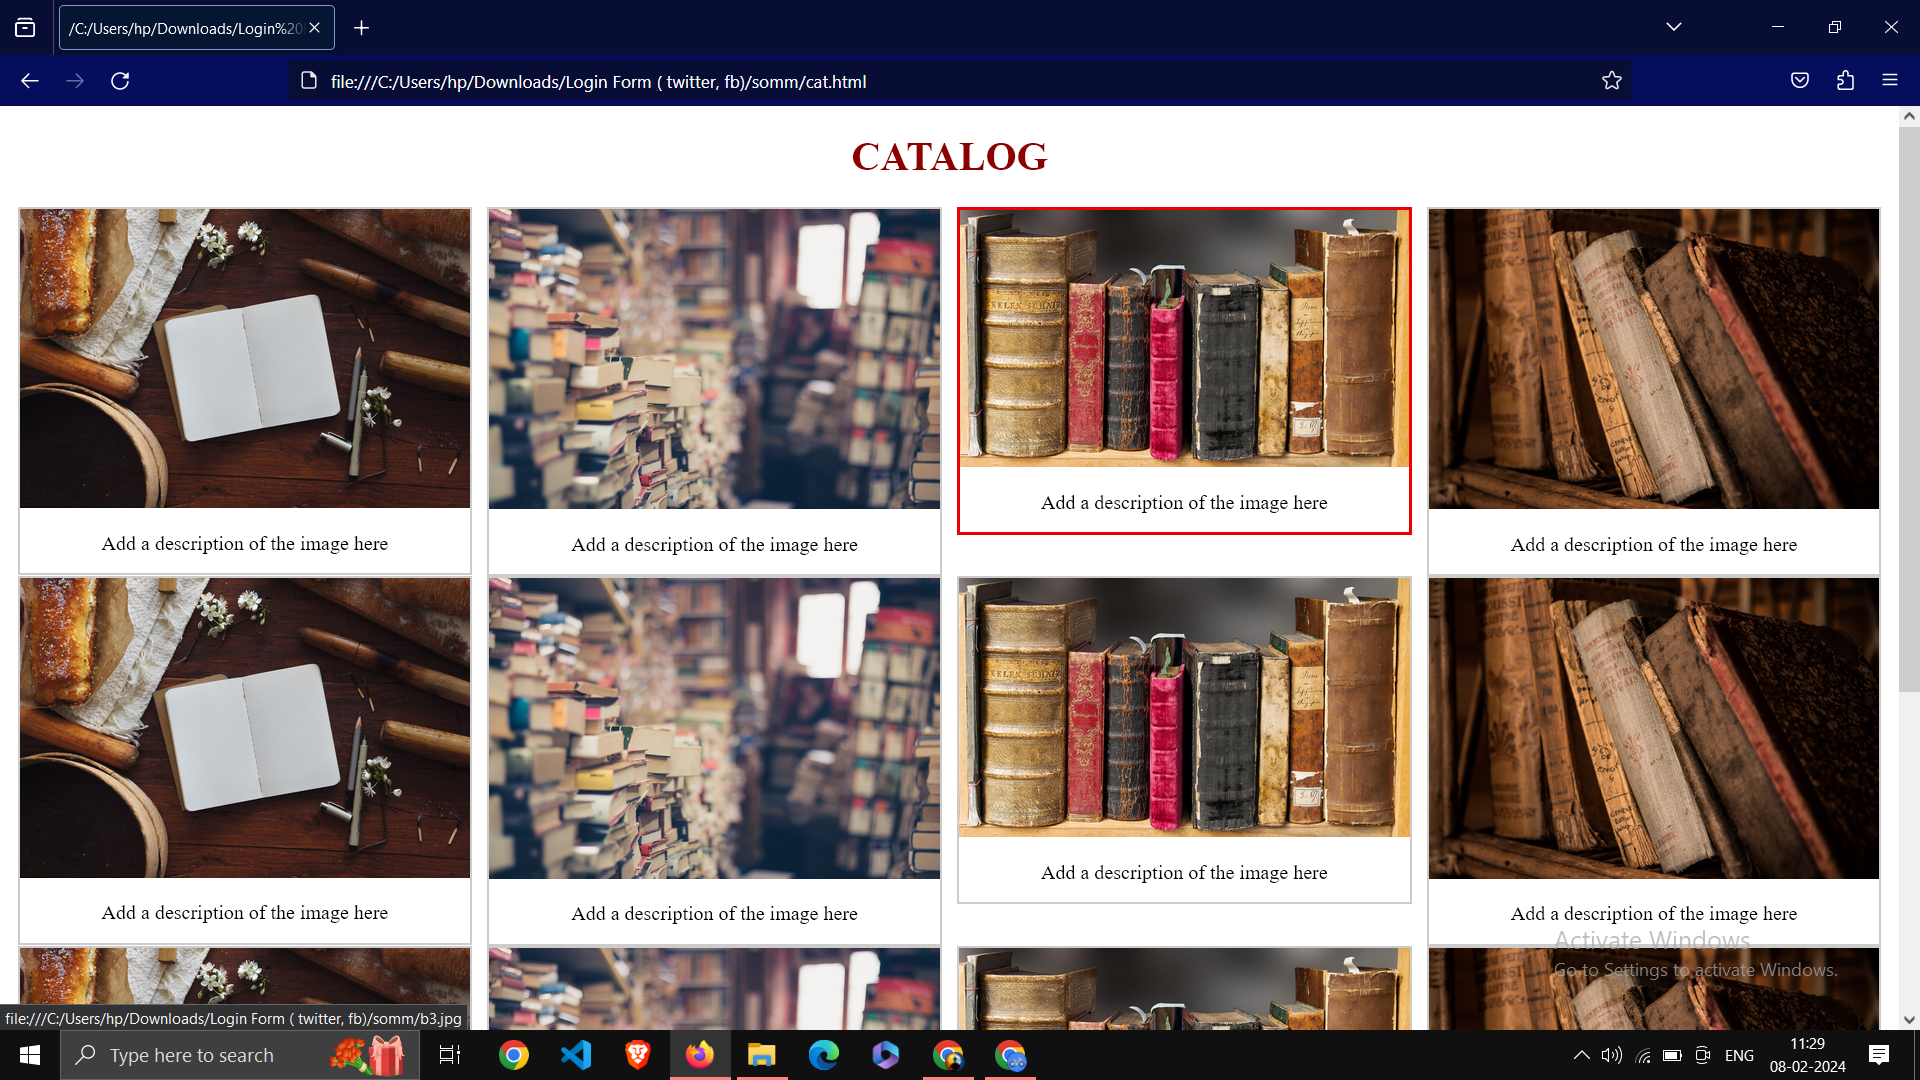 /C:/Users/hp/Downloads/Login%20
file:///C:/Users/hp/Downloads/Login Form ( twitter, fb)/somm/cat.html
CATALOG
Add a description of the image here
Add a description of the image here
Add a description of the image here
Add a description of the image here
Add a description of the image here
Add a description of the image here
Add a description of the image here
Add a description of the image here
Activate Windows
Go to Settings to activate Windows.
file:///C:/Users/hp/Downloads/Login Form ( twitter, fb)/somm/b3.jpg
Type here to search
ENG
11:29
08-02-2024